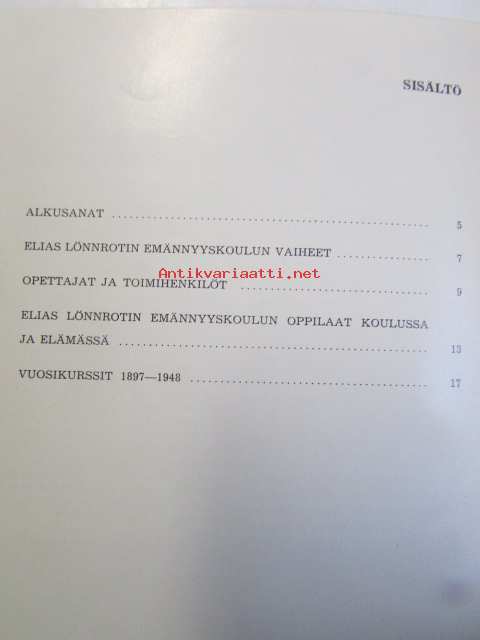 SISÄLTÖ
ALKUSANAT ........ 5
ELIAS LÖNNROTIN EMÄNNYYSKOULUN VAIHEET ........ 7
Antikvariaatti.net
OPETTAJAT JA TOIMIHENKILÖT ........ 9
ELIAS LÖNNROTIN EMÄNNYYSKOULUN OPPILAAT KOULUSSA
JA ELÄMÄSSÄ ........ 13
VUOSIKURSSIT 1897—1948 ........ 17